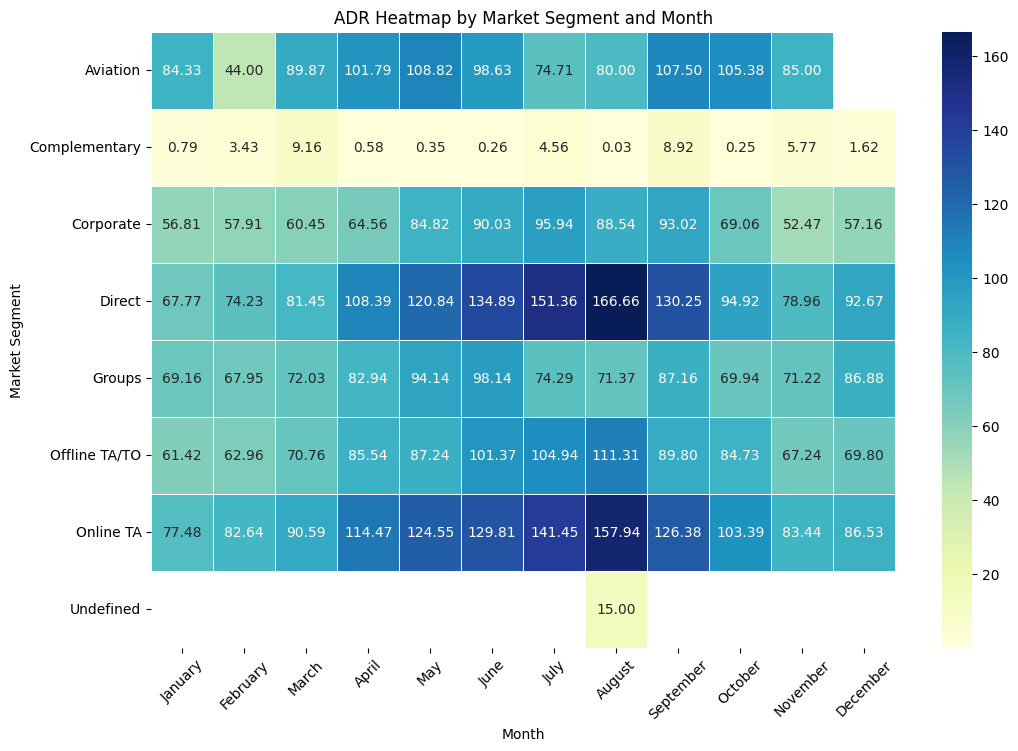 ADR Heatmap by Market Segment and Month
Market Segment
Aviation 84.33 44.00 89.87 101.79 108.82 98.63 74.71 80.00 107.50 105.38 85.00
Complementary 0.79 3.43 9.16 0.58 0.35 0.26 4.56 0.03 8.92 0.25 5.77 1.62
Corporate 56.81 57.91 60.45 64.56 84.82 90.03 95.94 88.54 93.02 69.06 52.47 57.16
Direct 67.77 74.23 81.45 108.39 120.84 134.89 151.36 166.66 130.25 94.92 78.96 92.67
Groups 69.16 67.95 72.03 82.94 94.14 98.14 74.29 71.37 87.16 69.94 71.22 86.88
Offline TA/TO 61.42 62.96 70.76 85.54 87.24 101.37 104.94 111.31 89.80 84.73 67.24 69.80
Online TA 77.48 82.64 90.59 114.47 124.55 129.81 141.45 157.94 126.38 103.39 83.44 86.53
Undefined 15.00
January February March April May June July August September October November December
Month
160
140
120
100
80
60
40
20